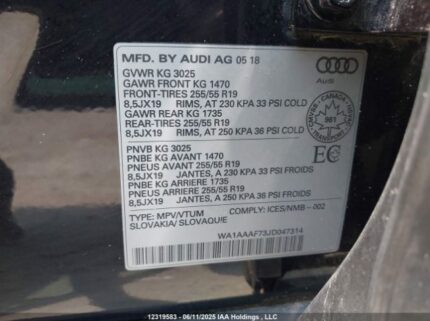 MFD. BY AUDI AG 05 18
GVWR KG 3025
GAWR FRONT KG 1470
FRONT-TIRES 255/55 R19
8,5JX19 RIMS, AT 230 KPA 33 PSI COLD
GAWR REAR KG 1735
REAR-TIRES 255/55 R19
8,5JX19 RIMS, AT 250 KPA 36 PSI COLD
Audi
CANADA
981
EC
PNVB KG 3025
PNBE KG AVANT 1470
PNEUS AVANT 255/55 R19
8,5JX19 JANTES, A 230 KPA 33 PSI FROIDS
PNBE KG ARRIERE 1735
PNEUS ARRIERE 255/55 R19
8,5JX19 JANTES, A 250 KPA 36 PSI FROIDS
TYPE: MPV/VTUM COMPLY: ICES/NMB - 002
SLOVAKIA/ SLOVAQUIE
WA1AAAF73JD047314
12319583 - 06/11/2025 IAA Holdings, LLC.